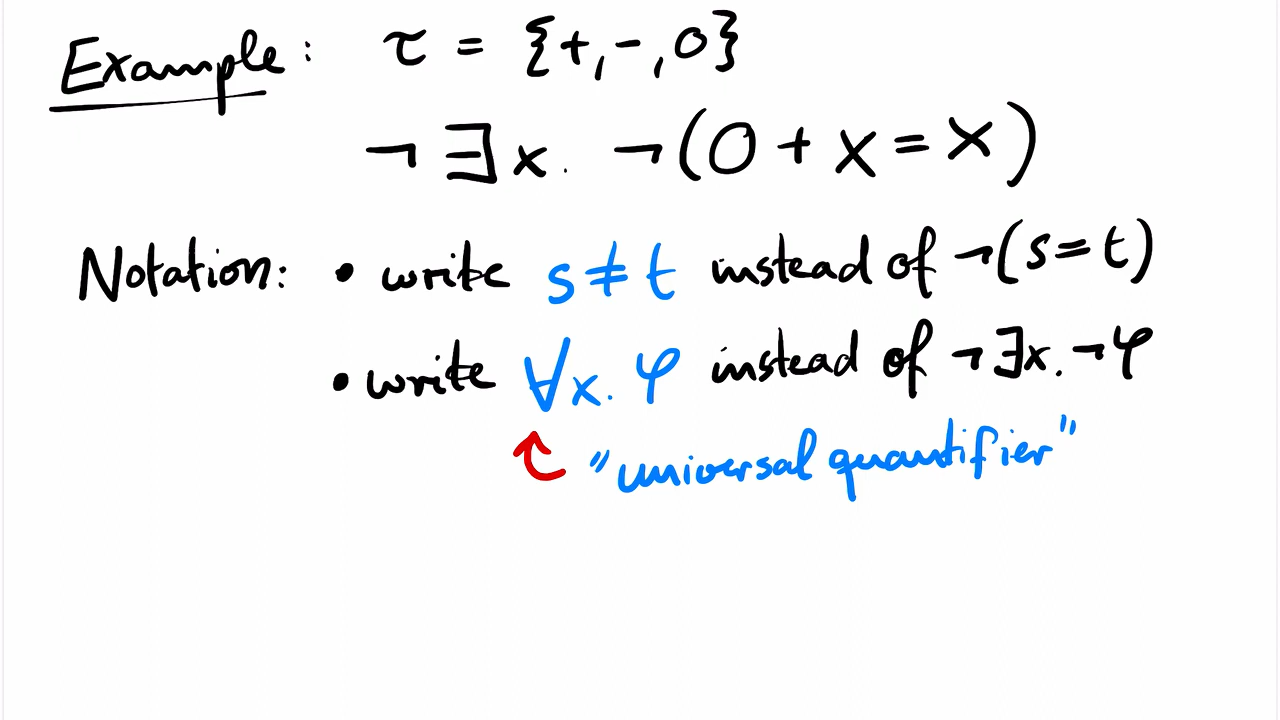 Example: τ = {+,-,0}
¬∃x. ¬(0 + x = x)
Notation: • write s≠t instead of ¬(s=t)
• write ∀x. φ instead of ¬∃x.¬φ
"universal quantifier"